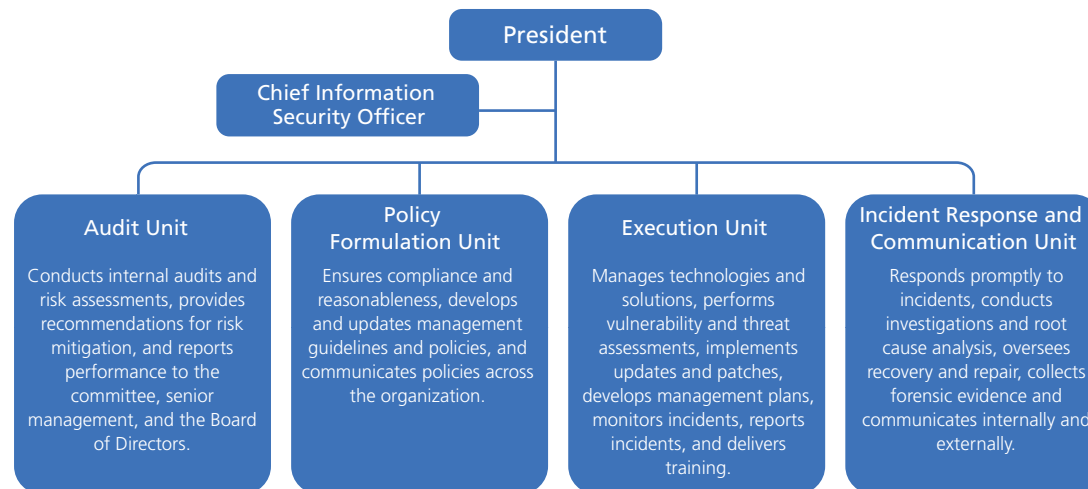 President
Chief Information
Security Officer
Audit Unit
Conducts internal audits and
risk assessments, provides
recommendations for risk
mitigation, and reports
performance to the
committee, senior
management, and the Board
of Directors.
Policy
Formulation Unit
Ensures compliance and
reasonableness, develops
and updates management
guidelines and policies, and
communicates policies across
the organization.
Execution Unit
Manages technologies and
solutions, performs
vulnerability and threat
assessments, implements
updates and patches,
develops management plans,
monitors incidents, reports
incidents, and delivers
training.
Incident Response and
Communication Unit
Responds promptly to
incidents, conducts
investigations and root
cause analysis, oversees
recovery and repair, collects
forensic evidence and
communicates internally and
externally.